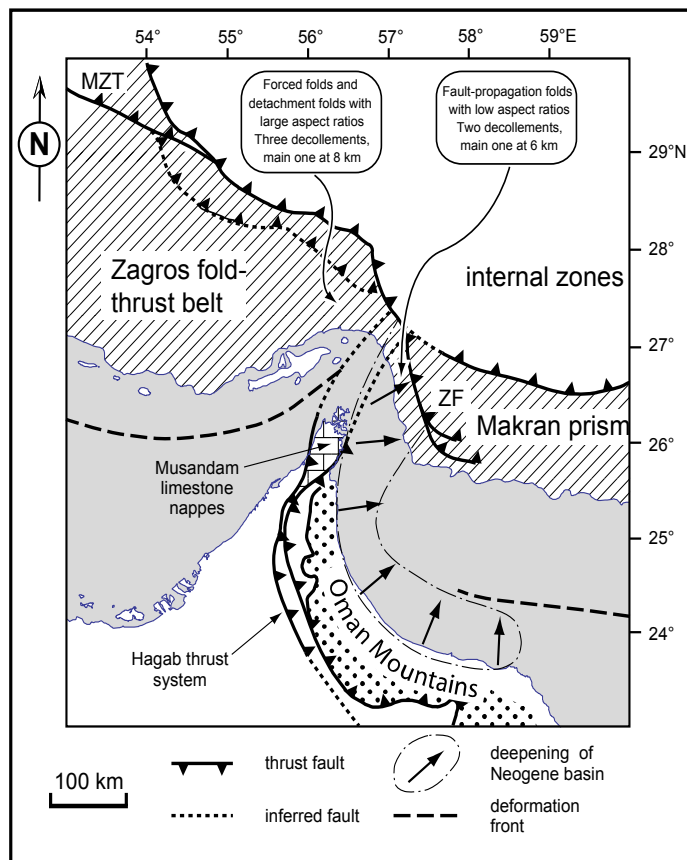 54°
55°
56°
57°
58°
59°E
MZT
N
Forced folds and
detachment folds with
large aspect ratios
Three decollements,
main one at 8 km
Fault-propagation folds
with low aspect ratios
Two decollements,
main one at 6 km
29°N
28°
27°
26°
25°
24°
Zagros fold-
thrust belt
internal zones
ZF
Makran prism
Musandam
limestone
nappes
Oman Mountains
Hagab thrust
system
100 km
thrust fault
inferred fault
deepening of
Neogene basin
deformation
front